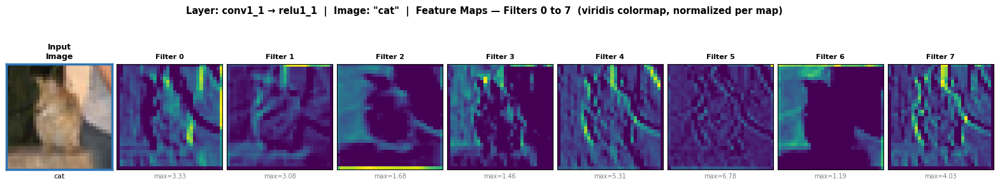 Layer: conv1_1 → relu1_1 | Image: "cat" | Feature Maps — Filters 0 to 7 (viridis colormap, normalized per map)
Input
Image
Filter 0
Filter 1
Filter 2
Filter 3
Filter 4
Filter 5
Filter 6
Filter 7
cat
max=3.33
max=3.08
max=1.68
max=1.46
max=5.31
max=6.78
max=1.19
max=4.03